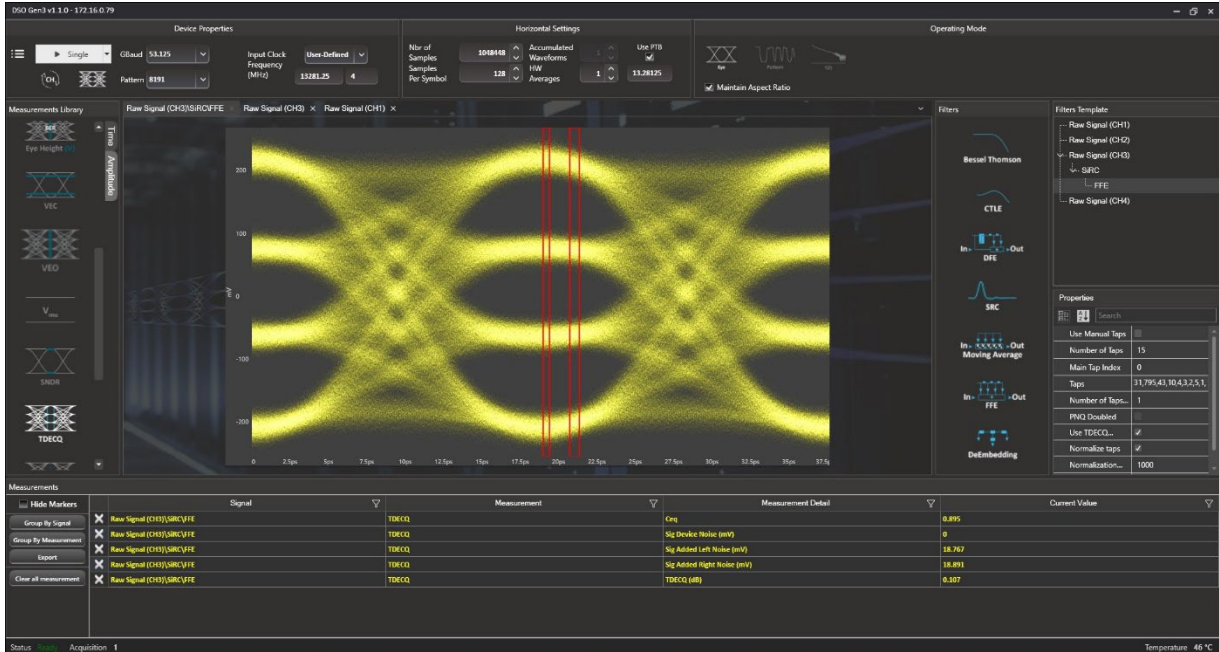 DSO Gen3 v1.1.0 - 172.16.0.79
Device Properties
Horizontal Settings
Operating Mode
Single
GBaud 53.125
Input Clock Frequency (MHz)
User-Defined
13281.25 4
Pattern 8191
CH1
Nbr of Samples 1048448
Accumulated Waveforms 1
Use PTB
Samples Per Symbol 128
HW Averages 1
13.28125
Eye
Pattern
Maintain Aspect Ratio
Measurements Library
Time
Amplitude
BER
Eye Height
VEC
VEO
SNDR
TDECQ
Raw Signal (CH3)\SiRC\FFE
Raw Signal (CH3) ×
Raw Signal (CH1) ×
mV
200
100
0
-100
-200
0 2.5ps 5ps 7.5ps 10ps 12.5ps 15ps 17.5ps 20ps 22.5ps 25ps 27.5ps 30ps 32.5ps 35ps 37.5
Filters
Bessel Thomson
CTLE
In Out
DFE
SRC
In Out
Moving Average
In Out
FFE
DeEmbedding
Filters Template
Raw Signal (CH1)
Raw Signal (CH2)
Raw Signal (CH3)
SiRC
FFE
Raw Signal (CH4)
Properties
Search
Use Manual Taps
Number of Taps 15
Main Tap Index 0
Taps 31,795,43,10,4,3,2,5,1,
Number of Taps... 1
PNQ Doubled
Use TDECQ...
Normalize taps
Normalization... 1000
Measurements
Hide Markers
Group By Signal
Group By Measurement
Export
Clear all measurement
Signal Measurement Measurement Detail Current Value
Raw Signal (CH3)\SiRC\FFE TDECQ Ceq 0.895
Raw Signal (CH3)\SiRC\FFE TDECQ Sig Device Noise (mV) 0
Raw Signal (CH3)\SiRC\FFE TDECQ Sig Added Left Noise (mV) 18.767
Raw Signal (CH3)\SiRC\FFE TDECQ Sig Added Right Noise (mV) 18.891
Raw Signal (CH3)\SiRC\FFE TDECQ TDECQ (dB) 0.107
Status Ready Acquisition 1
Temperature 46 °C